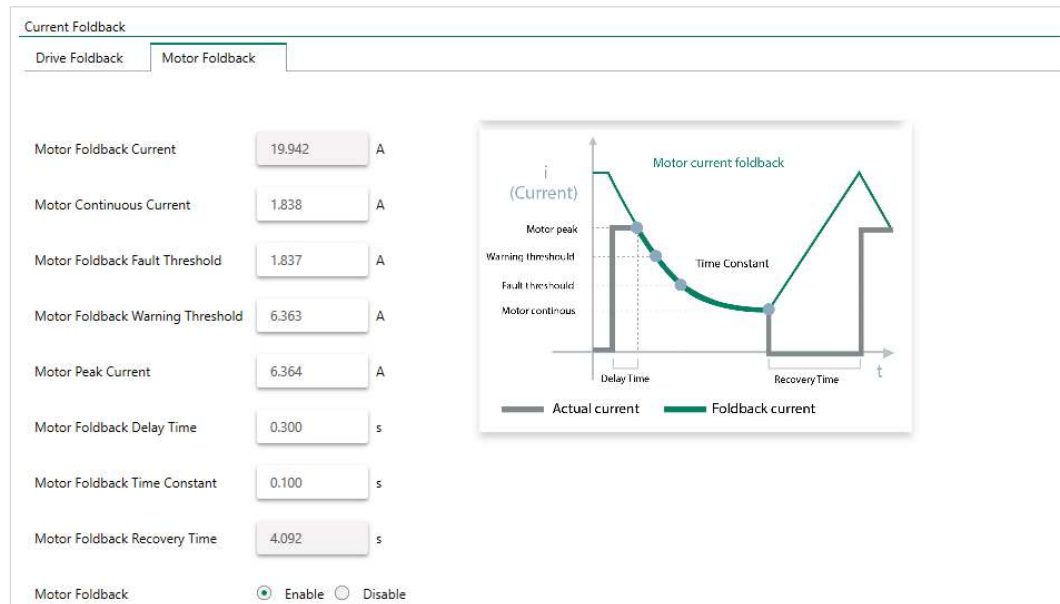 Current Foldback
Drive Foldback Motor Foldback
Motor Foldback Current 19.942 A
Motor Continuous Current 1.838 A
Motor Foldback Fault Threshold 1.837 A
Motor Foldback Warning Threshold 6.363 A
Motor Peak Current 6.364 A
Motor Foldback Delay Time 0.300 s
Motor Foldback Time Constant 0.100 s
Motor Foldback Recovery Time 4.092 s
Motor Foldback Enable Disable
Motor current foldback
i
(Current)
Motor peak
Warning threshould
Time Constant
Fault threshould
Motor continous
t
Delay Time Recovery Time
Actual current Foldback current